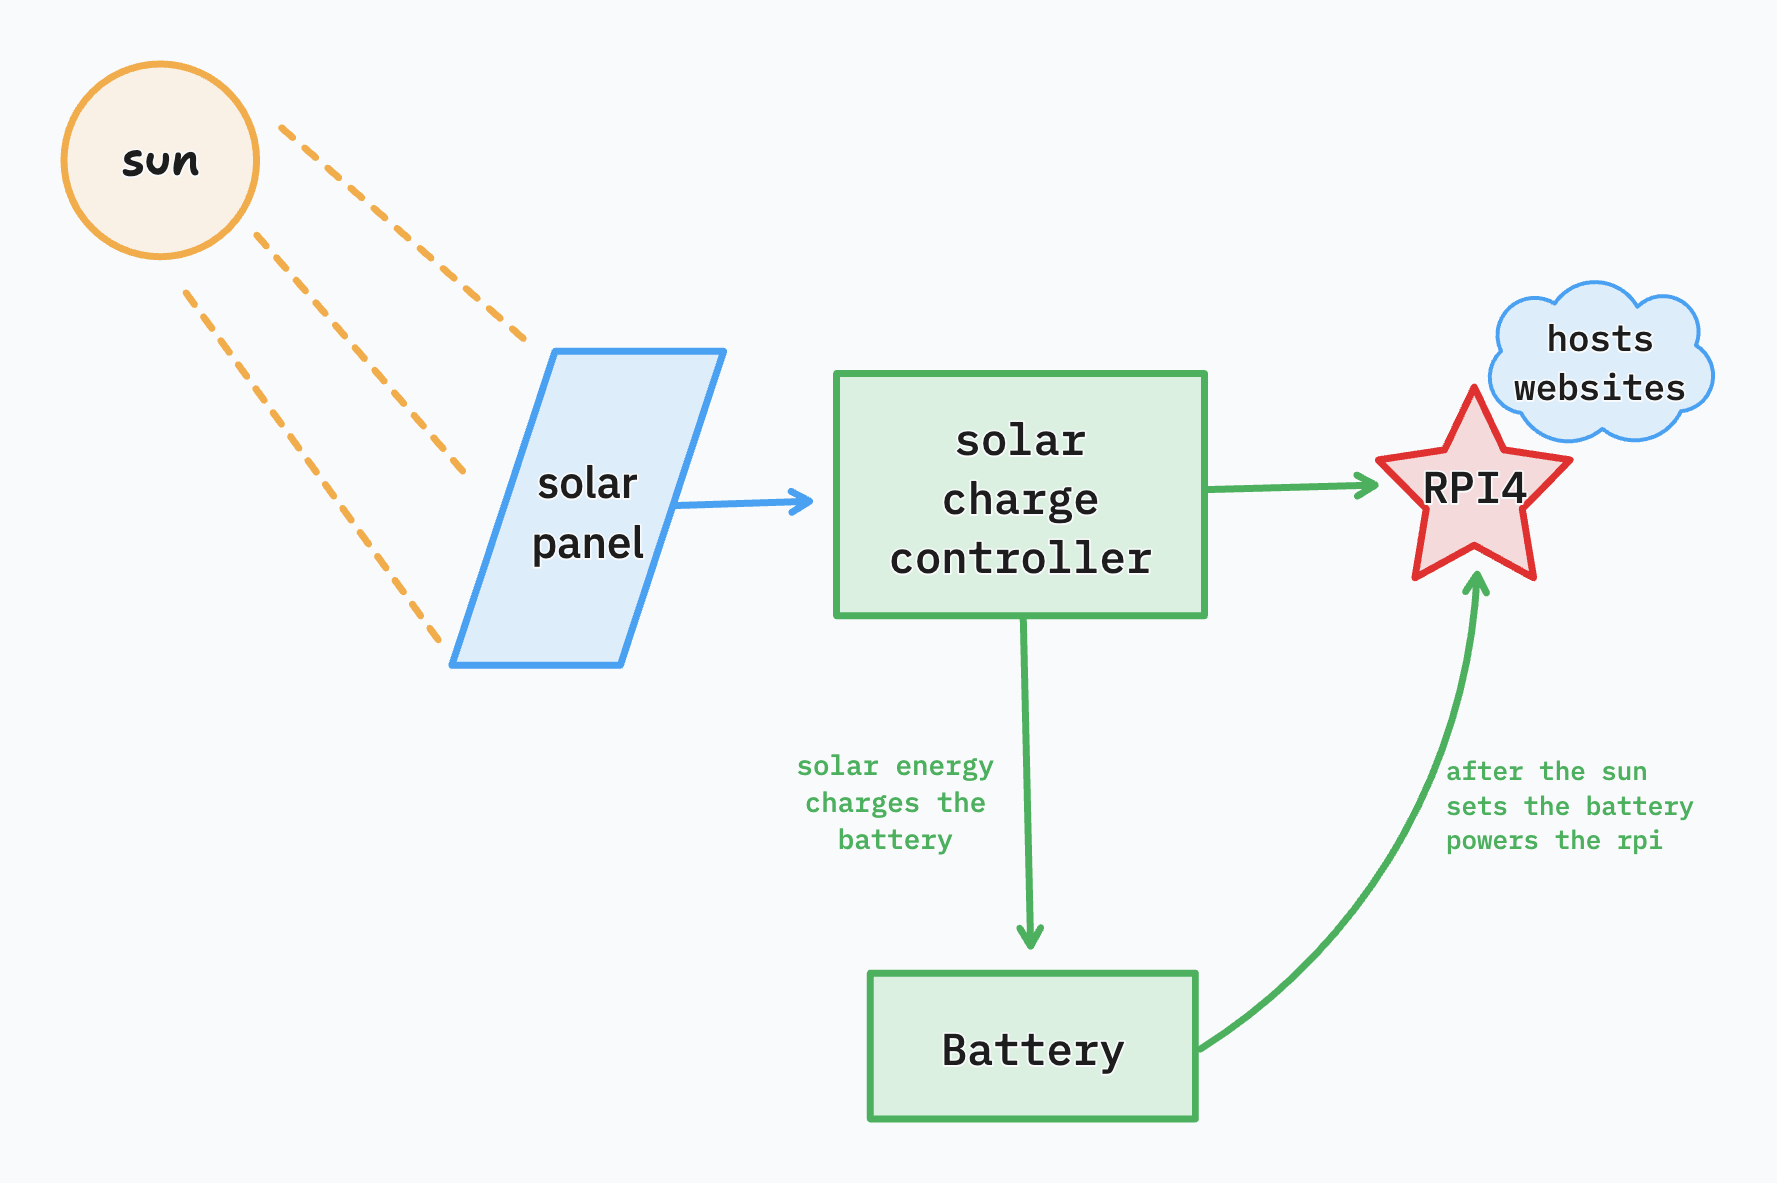 sun
solar
panel
solar
charge
controller
hosts
websites
RPI4
solar energy
charges the
battery
after the sun
sets the battery
powers the rpi
Battery